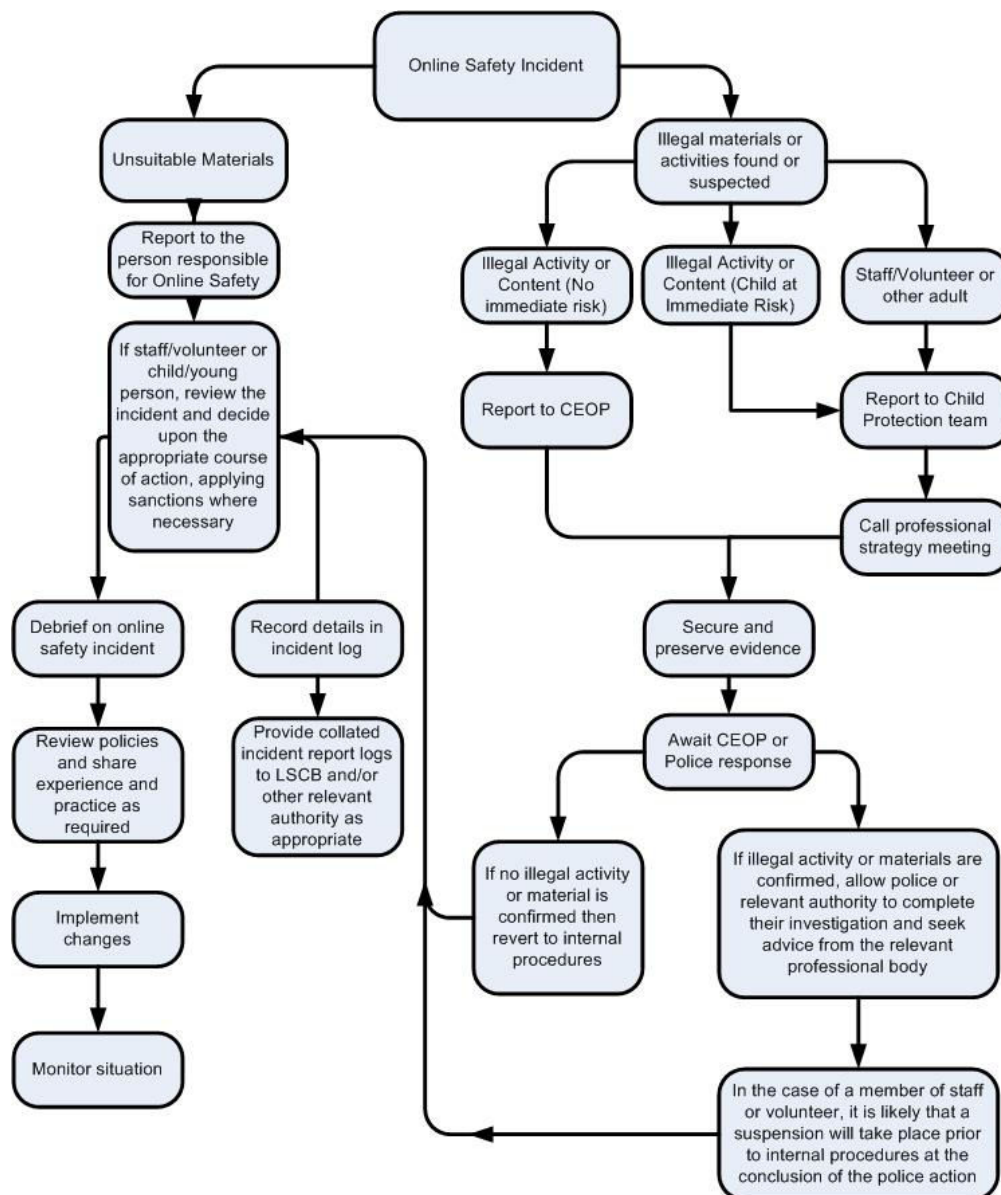 Online Safety Incident
Unsuitable Materials
Report to the
person responsible
for Online Safety
If staff/volunteer or
child/young
person, review the
incident and decide
upon the
appropriate course
of action, applying
sanctions where
necessary
Debrief on online
safety incident
Review policies
and share
experience and
practice as
required
Implement
changes
Monitor situation
Record details in
incident log
Provide collated
incident report logs
to LSCB and/or
other relevant
authority as
appropriate
Illegal materials or
activities found or
suspected
Illegal Activity or
Content (No
immediate risk)
Illegal Activity or
Content (Child at
Immediate Risk)
Staff/Volunteer or
other adult
Report to CEOP
Report to Child
Protection team
Call professional
strategy meeting
Secure and
preserve evidence
Await CEOP or
Police response
If no illegal activity
or material is
confirmed then
revert to internal
procedures
If illegal activity or materials are
confirmed, allow police or
relevant authority to complete
their investigation and seek
advice from the relevant
professional body
In the case of a member of staff
or volunteer, it is likely that a
suspension will take place prior
to internal procedures at the
conclusion of the police action